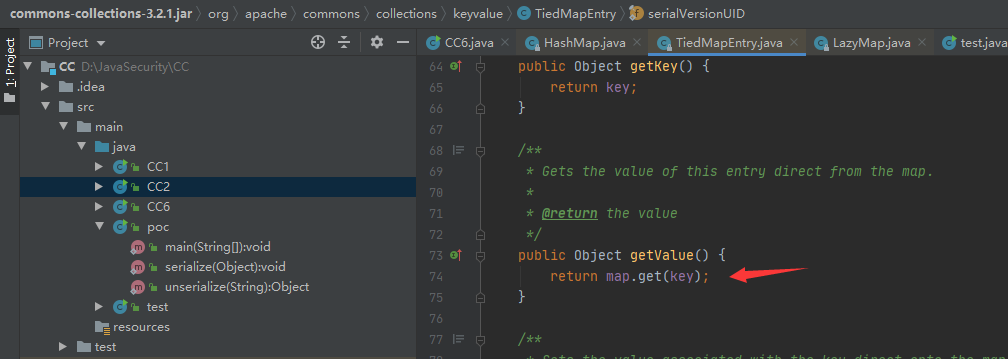 commons-collections-3.2.1.jar › org › apache › commons › collections › keyvalue › TiedMapEntry › serialVersionUID
1: Project
Project
CC D:\JavaSecurity\CC
.idea
src
main
java
CC1
CC2
CC6
poc
main(String[]):void
serialize(Object):void
unserialize(String):Object
test
resources
test
CC6.java × HashMap.java × TiedMapEntry.java × LazyMap.java × test.java
64 public Object getKey() {
65 return key;
66 }
67
68 /**
69 * Gets the value of this entry direct from the map.
70 *
71 * @return the value
72 */
73 public Object getValue() {
74 return map.get(key);
75 }
76
77 /**